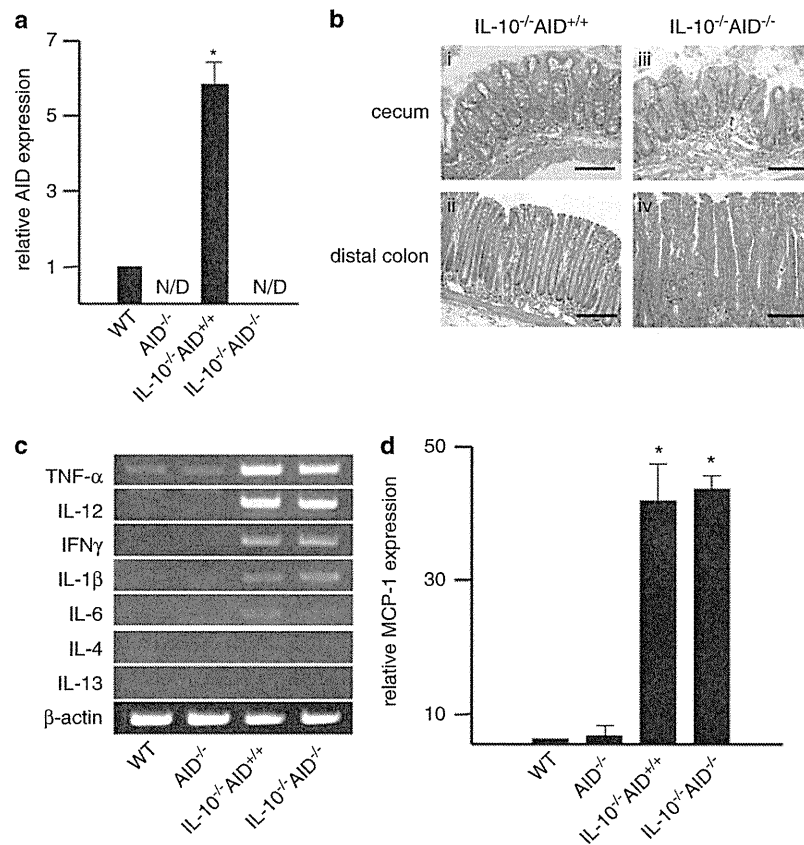 a
relative AID expression
7
5
3
1
*
N/D
N/D
WT
AID-/-
IL-10-/-AID+/+
IL-10-/-AID-/-
b
IL-10-/-AID+/+
IL-10-/-AID-/-
cecum
distal colon
i
iii
ii
iv
c
TNF-α
IL-12
IFNγ
IL-1β
IL-6
IL-4
IL-13
β-actin
WT
AID-/-
IL-10-/-AID+/+
IL-10-/-AID-/-
d
relative MCP-1 expression
50
30
10
*
*
WT
AID-/-
IL-10-/-AID+/+
IL-10-/-AID-/-